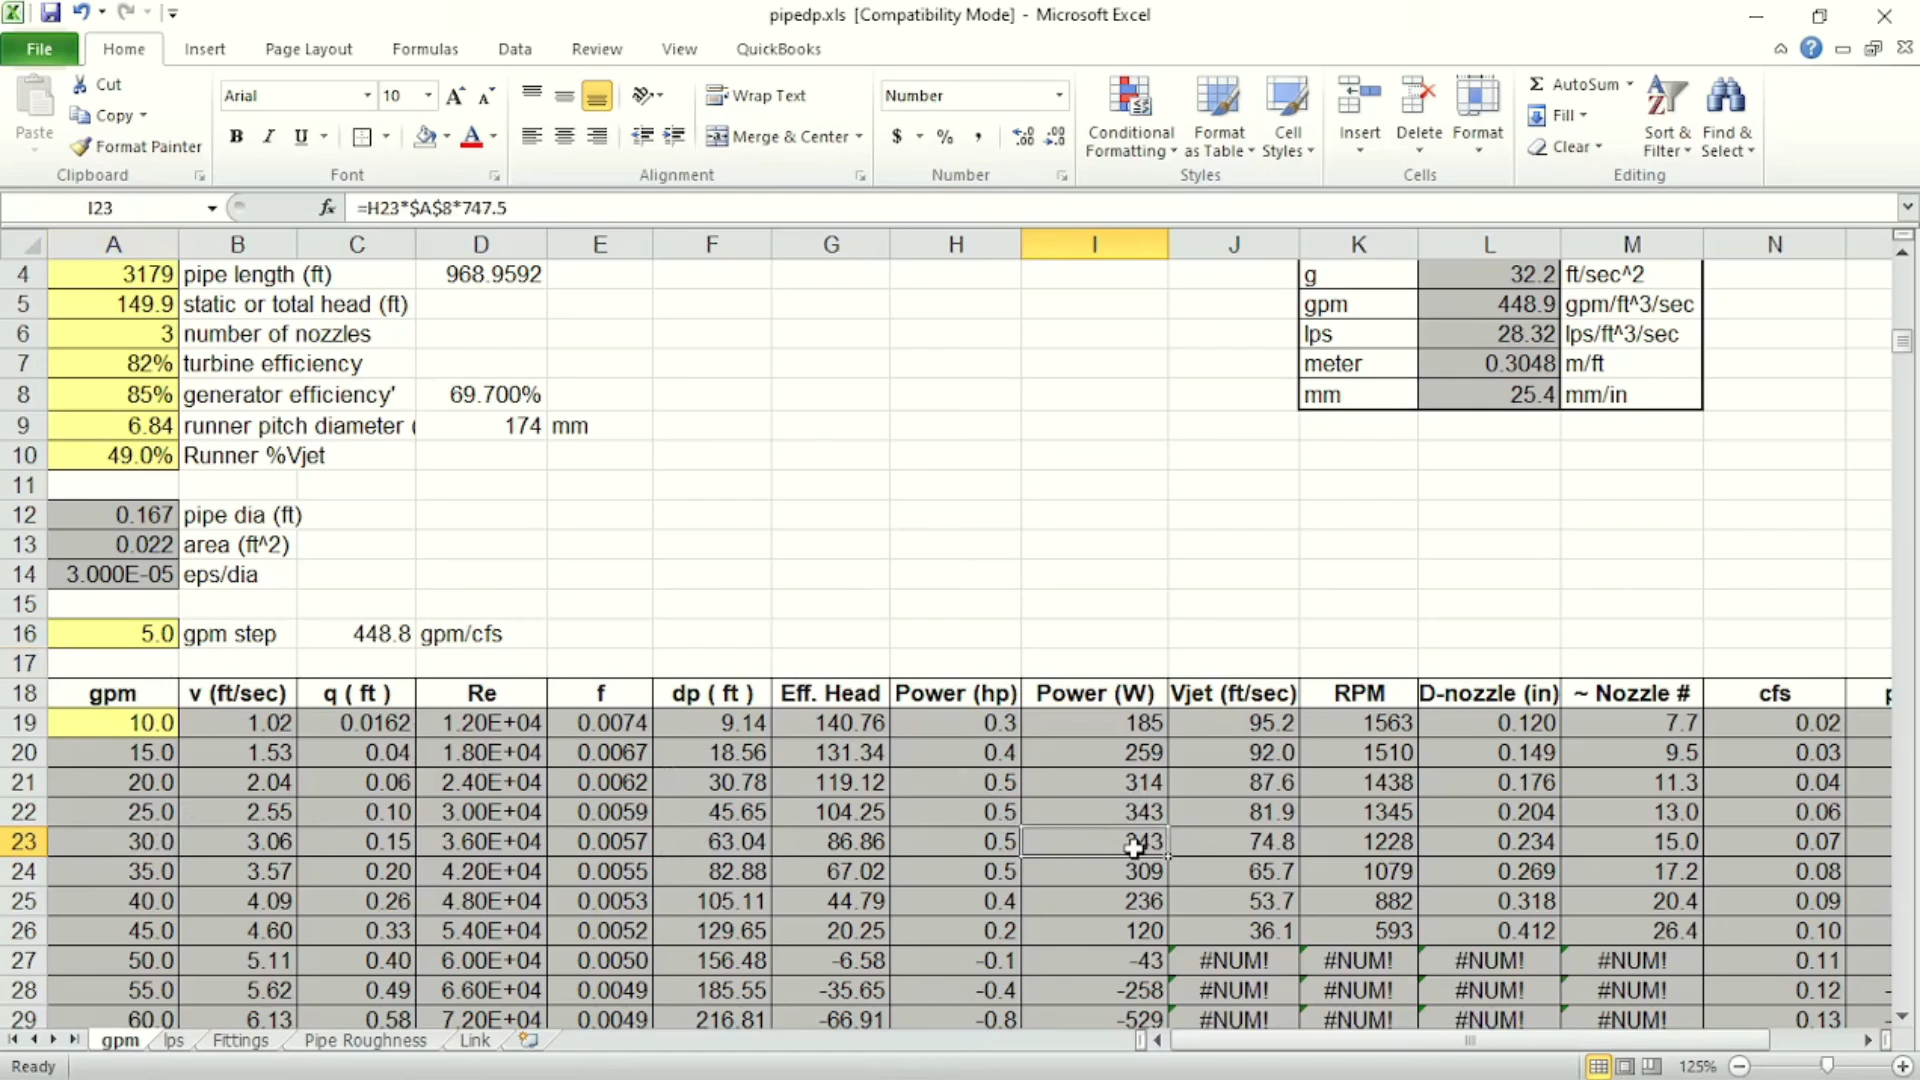 pipedp.xls [Compatibility Mode] - Microsoft Excel
File Home Insert Page Layout Formulas Data Review View QuickBooks
Paste Cut Copy Format Painter Clipboard
Arial 10 B I U Font
Wrap Text Merge & Center Alignment
Number $ % , Number
Conditional Formatting Format as Table Cell Styles Styles
Insert Delete Format Cells
AutoSum Fill Clear Sort & Filter Find & Select Editing
I23 fx =H23*$A$8*747.5
A B C D E F G H I J K L M N
4 3179 pipe length (ft) 968.9592 g 32.2 ft/sec^2
5 149.9 static or total head (ft) gpm 448.9 gpm/ft^3/sec
6 3 number of nozzles lps 28.32 lps/ft^3/sec
7 82% turbine efficiency meter 0.3048 m/ft
8 85% generator efficiency' 69.700% mm 25.4 mm/in
9 6.84 runner pitch diameter ( 174 mm
10 49.0% Runner %Vjet
11
12 0.167 pipe dia (ft)
13 0.022 area (ft^2)
14 3.000E-05 eps/dia
15
16 5.0 gpm step 448.8 gpm/cfs
17
18 gpm v (ft/sec) q ( ft ) Re f dp ( ft ) Eff. Head Power (hp) Power (W) Vjet (ft/sec) RPM D-nozzle (in) ~ Nozzle # cfs
19 10.0 1.02 0.0162 1.20E+04 0.0074 9.14 140.76 0.3 185 95.2 1563 0.120 7.7 0.02
20 15.0 1.53 0.04 1.80E+04 0.0067 18.56 131.34 0.4 259 92.0 1510 0.149 9.5 0.03
21 20.0 2.04 0.06 2.40E+04 0.0062 30.78 119.12 0.5 314 87.6 1438 0.176 11.3 0.04
22 25.0 2.55 0.10 3.00E+04 0.0059 45.65 104.25 0.5 343 81.9 1345 0.204 13.0 0.06
23 30.0 3.06 0.15 3.60E+04 0.0057 63.04 86.86 0.5 74.8 1228 0.234 15.0 0.07
24 35.0 3.57 0.20 4.20E+04 0.0055 82.88 67.02 0.5 309 65.7 1079 0.269 17.2 0.08
25 40.0 4.09 0.26 4.80E+04 0.0053 105.11 44.79 0.4 236 53.7 882 0.318 20.4 0.09
26 45.0 4.60 0.33 5.40E+04 0.0052 129.65 20.25 0.2 120 36.1 593 0.412 26.4 0.10
27 50.0 5.11 0.40 6.00E+04 0.0050 156.48 -6.58 -0.1 -43 #NUM! #NUM! #NUM! #NUM! 0.11
28 55.0 5.62 0.49 6.60E+04 0.0049 185.55 -35.65 -0.4 -258 #NUM! #NUM! #NUM! #NUM! 0.12
29 60.0 6.13 0.58 7.20E+04 0.0049 216.81 -66.91 -0.8 -529 #NUM! #NUM! #NUM! #NUM! 0.13
gpm lps Fittings Pipe Roughness Link
Ready 125%